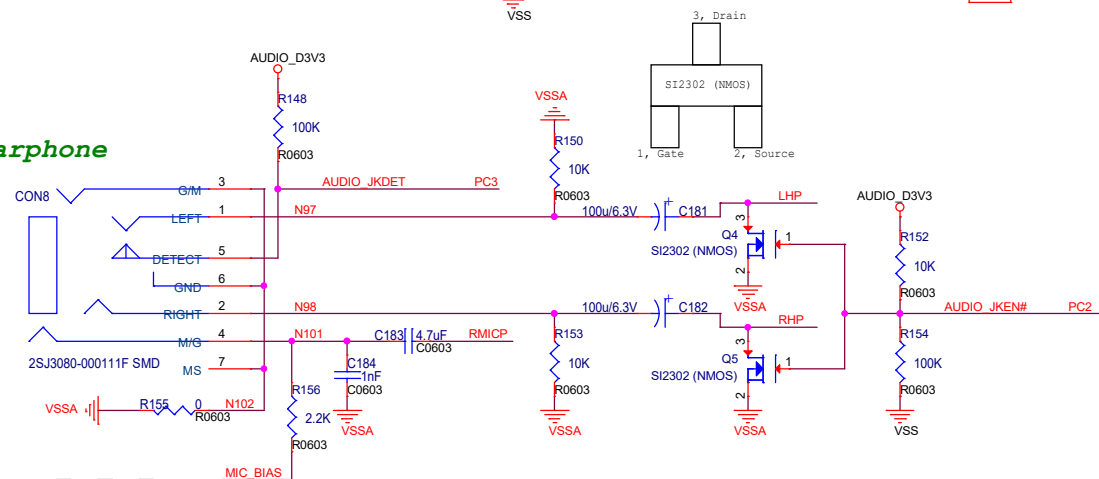 VSS
3, Drain
SI2302 (NMOS)
1, Gate
2, Source
AUDIO_D3V3
R148
100K
R0603
arphone
CON8
G/M 3
LEFT 1
DETECT 5
GND 6
RIGHT 2
M/G 4
MS 7
2SJ3080-000111F SMD
AUDIO_JKDET
PC3
N97
VSSA
R150
10K
R0603
100u/6.3V
C181
LHP
3
Q4
1
SI2302 (NMOS)
2
VSSA
AUDIO_D3V3
R152
10K
R0603
AUDIO_JKEN#
PC2
N98
100u/6.3V
C182
RHP
3
Q5
1
SI2302 (NMOS)
2
VSSA
R154
100K
R0603
VSS
N101
C183
4.7uF
C0603
RMICP
C184
1nF
C0603
VSSA
R153
10K
R0603
VSSA
VSSA
R155
0
R0603
N102
R156
2.2K
R0603
MIC_BIAS